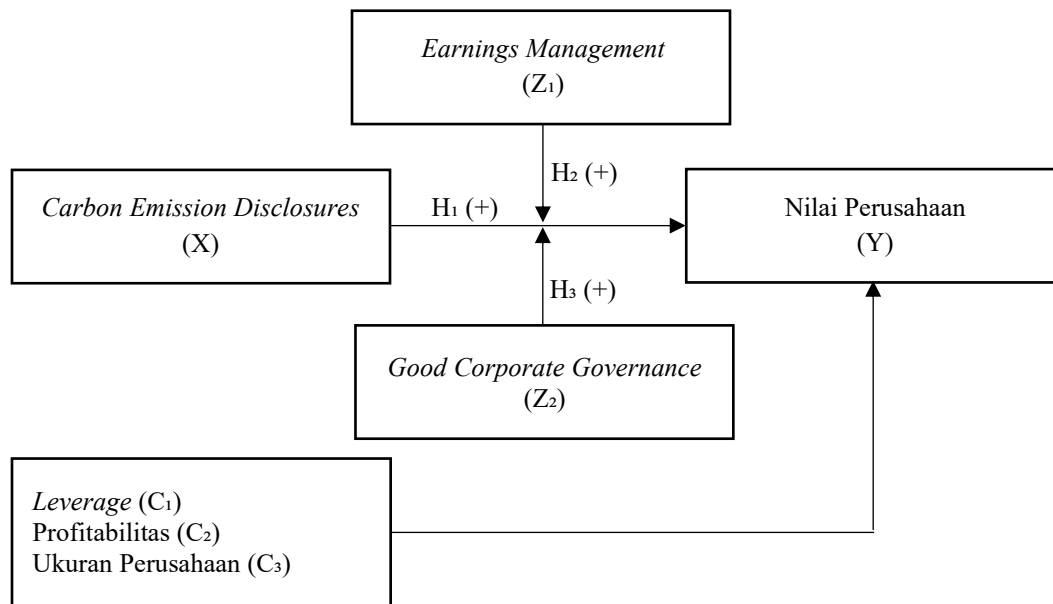 Earnings Management
(Z₁)
H₂ (+)
Carbon Emission Disclosures
(X)
H₁ (+)
Nilai Perusahaan
(Y)
H₃ (+)
Good Corporate Governance
(Z₂)
Leverage (C₁)
Profitabilitas (C₂)
Ukuran Perusahaan (C₃)